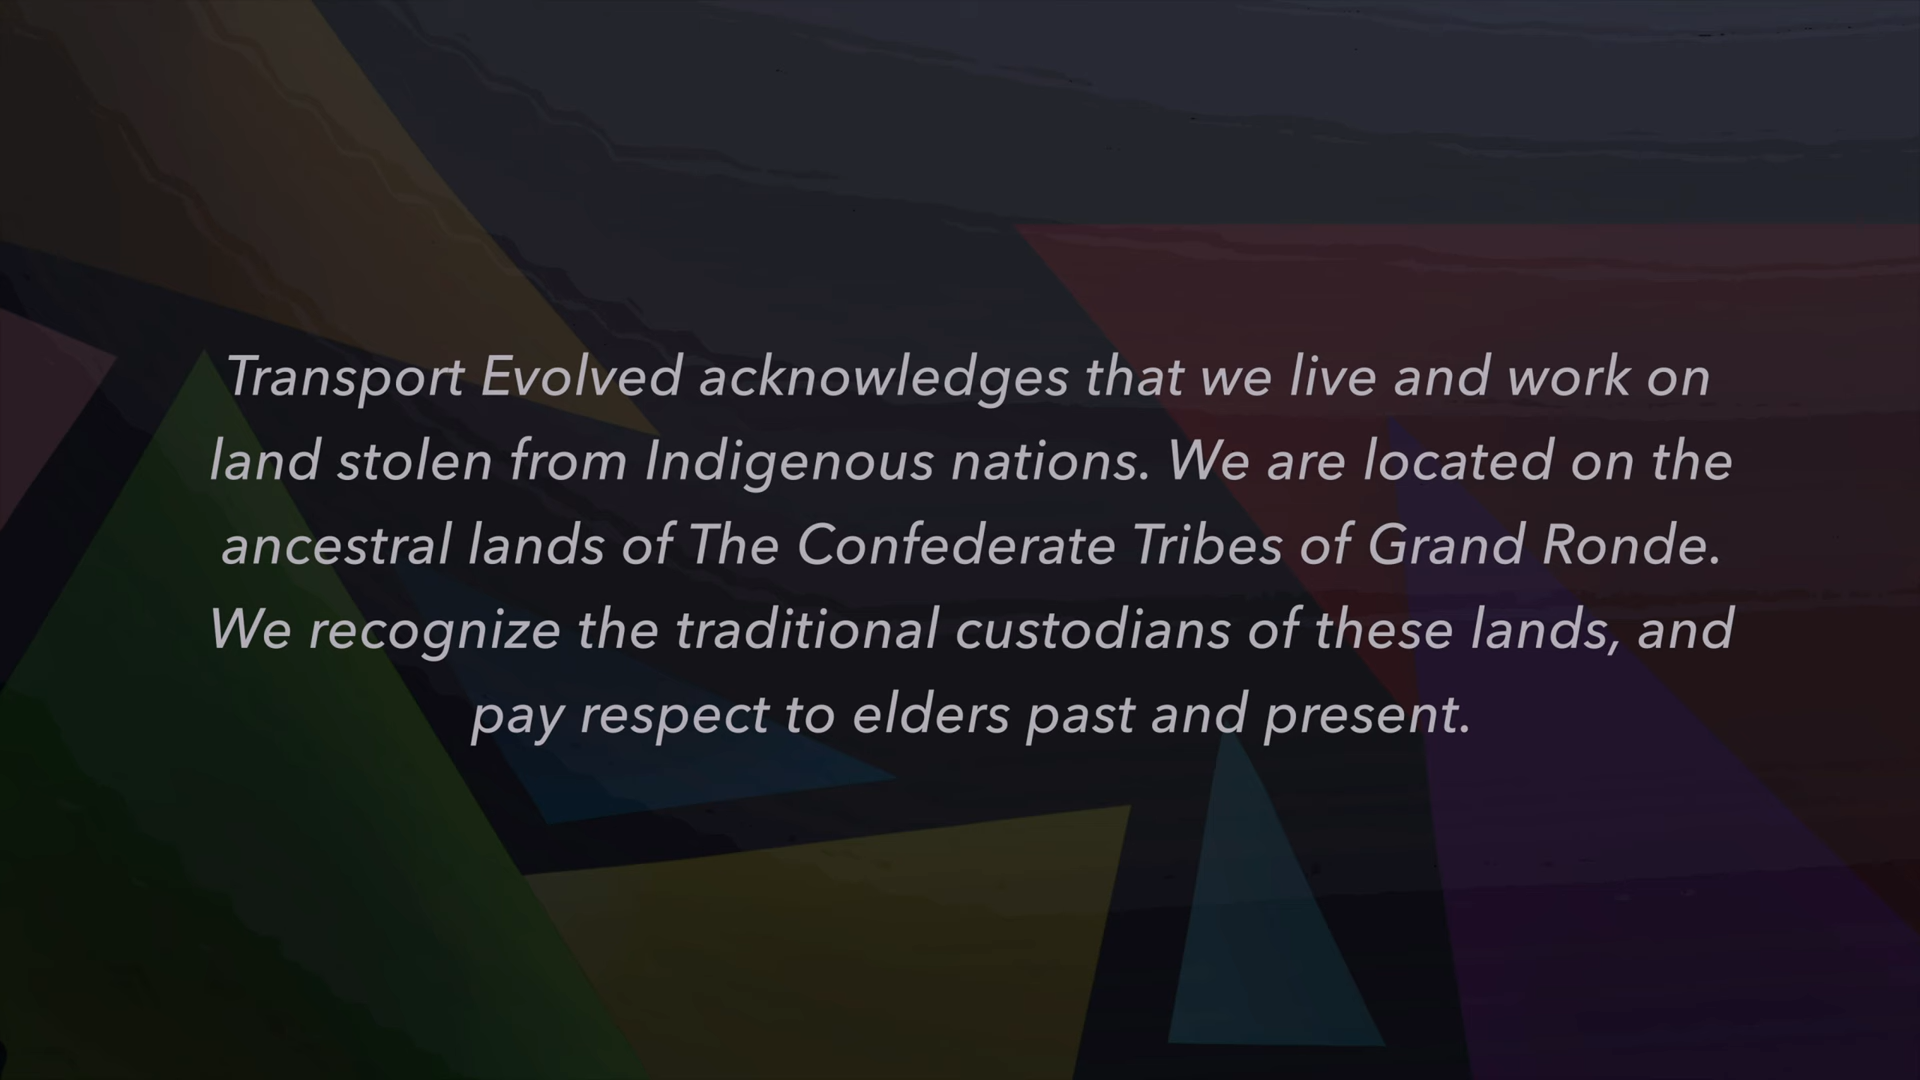 Transport Evolved acknowledges that we live and work on
land stolen from Indigenous nations. We are located on the
ancestral lands of The Confederate Tribes of Grand Ronde.
We recognize the traditional custodians of these lands, and
pay respect to elders past and present.